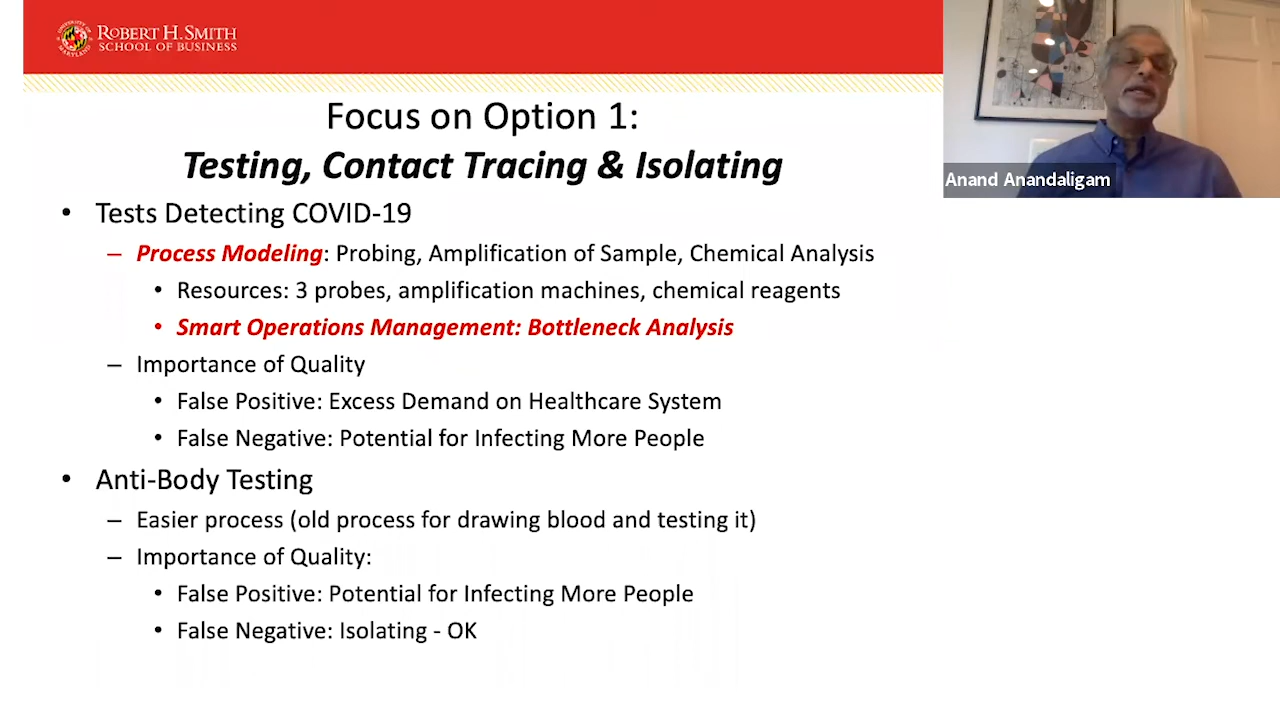 UNIVERSITY OF MARYLAND
ROBERT H. SMITH
SCHOOL OF BUSINESS
Focus on Option 1:
Testing, Contact Tracing & Isolating
• Tests Detecting COVID-19
– Process Modeling: Probing, Amplification of Sample, Chemical Analysis
• Resources: 3 probes, amplification machines, chemical reagents
• Smart Operations Management: Bottleneck Analysis
– Importance of Quality
• False Positive: Excess Demand on Healthcare System
• False Negative: Potential for Infecting More People
• Anti-Body Testing
– Easier process (old process for drawing blood and testing it)
– Importance of Quality:
• False Positive: Potential for Infecting More People
• False Negative: Isolating - OK
Anand Anandaligam